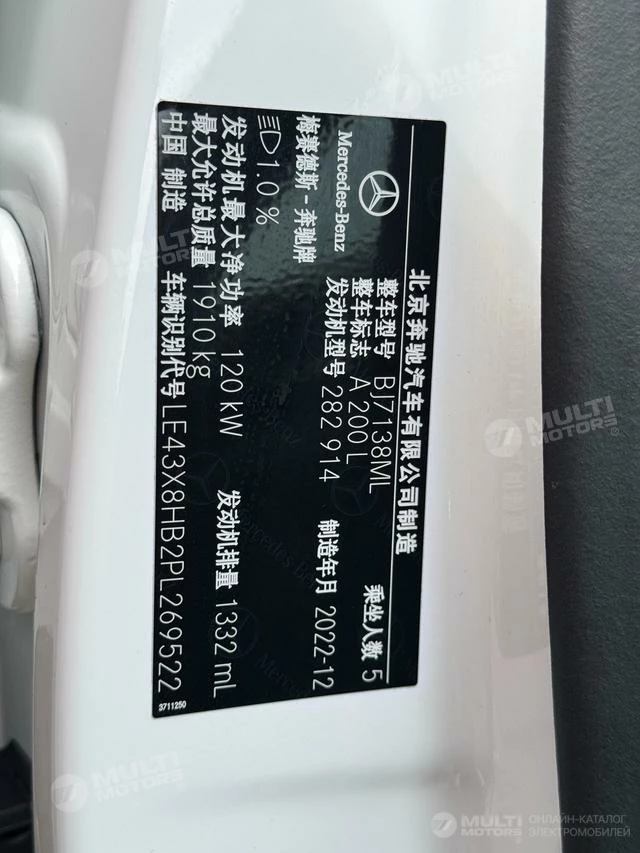 北京奔驰汽车有限公司制造
Mercedes-Benz
整车型号 BJ7138ML 乘坐人数 5
整车标志 A 200 L
发动机型号 282 914 制造年月 2022-12
梅赛德斯-奔驰牌
1.0 %
发动机最大净功率 120 kW 发动机排量 1332 mL
最大允许总质量 1910 kg
中国 制造 车辆识别代号 LE43X8HB2PL269522
3711250
MULTI MOTORS
ОНЛАЙН-КАТАЛОГ
ЭЛЕКТРОМОБИЛЕЙ